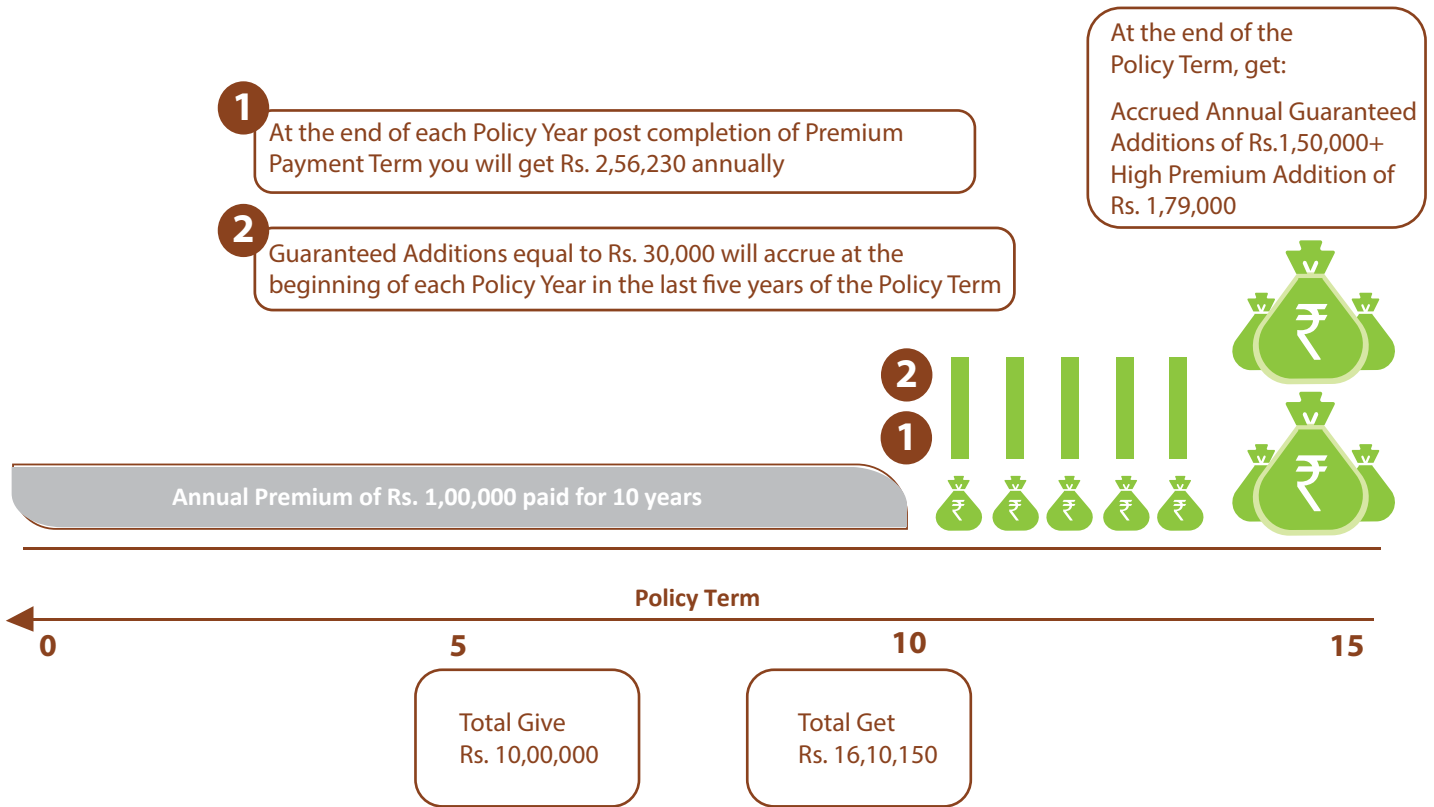 At the end of the
Policy Term, get:
Accrued Annual Guaranteed
Additions of Rs.1,50,000+
High Premium Addition of
Rs. 1,79,000
1
At the end of each Policy Year post completion of Premium
Payment Term you will get Rs. 2,56,230 annually
2
Guaranteed Additions equal to Rs. 30,000 will accrue at the
beginning of each Policy Year in the last five years of the Policy Term
₹
2
1
Annual Premium of Rs. 1,00,000 paid for 10 years
₹ ₹ ₹ ₹ ₹
₹
Policy Term
0 5 10 15
Total Give
Rs. 10,00,000
Total Get
Rs. 16,10,150